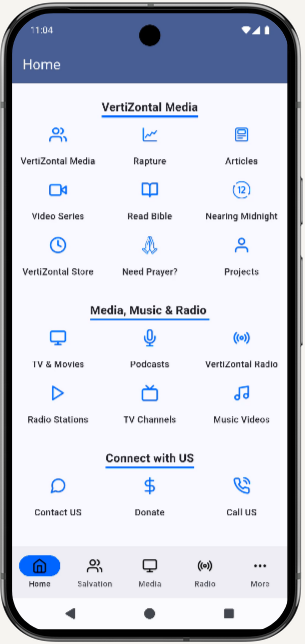 11:04
Home
VertiZontal Media
VertiZontal Media Rapture Articles
12
Video Series Read Bible Nearing Midnight
VertiZontal Store Need Prayer? Projects
Media, Music & Radio
TV & Movies Podcasts VertiZontal Radio
Radio Stations TV Channels Music Videos
Connect with US
$
Contact US Donate Call US
Home Salvation Media Radio More